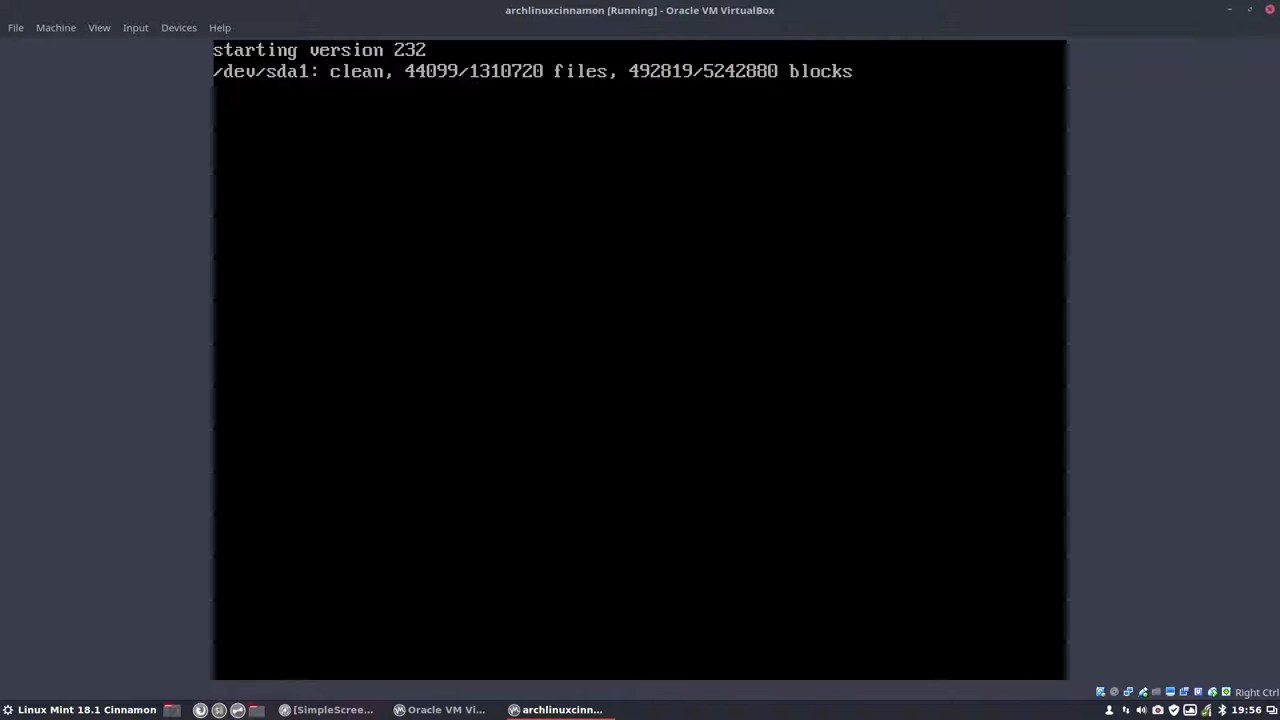 archlinuxcinnamon [Running] - Oracle VM VirtualBox
File Machine View Input Devices Help
starting version 232
/dev/sda1: clean, 44099/1310720 files, 492819/5242880 blocks
Right Ctrl
Linux Mint 18.1 Cinnamon [SimpleScree... Oracle VM Vi... archlinuxcinn... 19:56